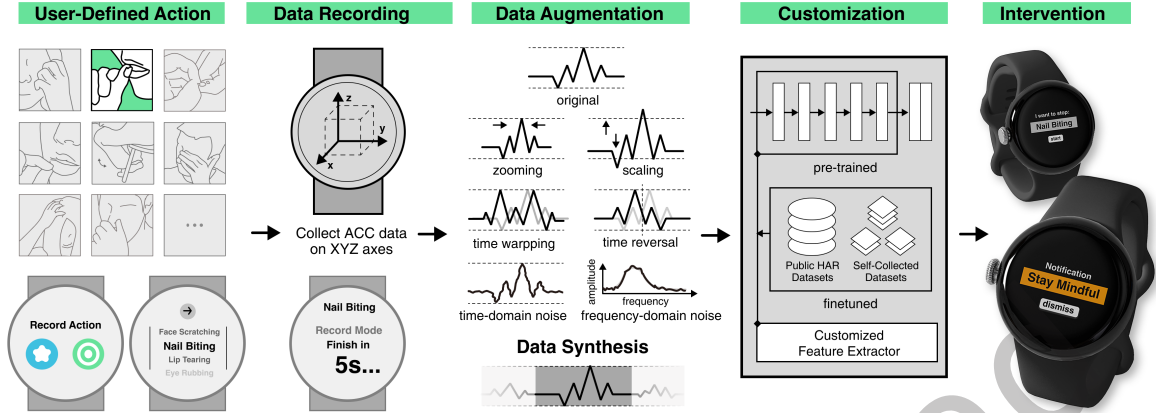 User-Defined Action
Data Recording
Data Augmentation
Customization
Intervention
...
Record Action
Face Scratching
Nail Biting
Lip Tearing
Eye Rubbing
z
y
x
Collect ACC data
on XYZ axes
Nail Biting
Record Mode
Finish in
5s...
original
zooming
scaling
time warpping
time reversal
time-domain noise
amplitude
frequency
frequency-domain noise
Data Synthesis
pre-trained
Public HAR
Datasets
Self-Collected
Datasets
finetuned
Customized
Feature Extractor
I want to stop:
Nail Biting
start
Notification
Stay Mindful
dismiss